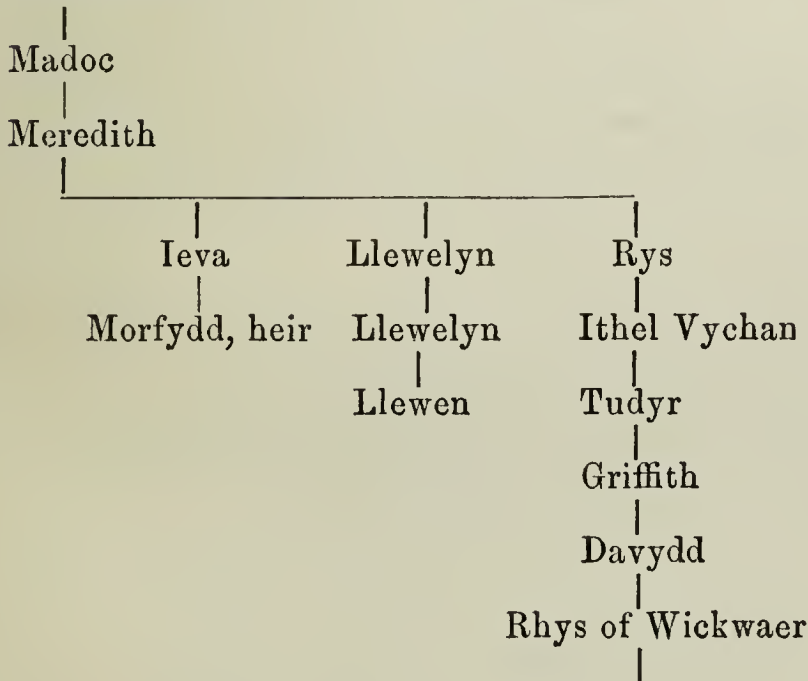 Madoc
Meredith
Ieva Llewelyn Rys
Morfydd, heir Llewelyn Ithel Vychan
Llewen Tudyr
Griffith
Davydd
Rhys of Wickwaer